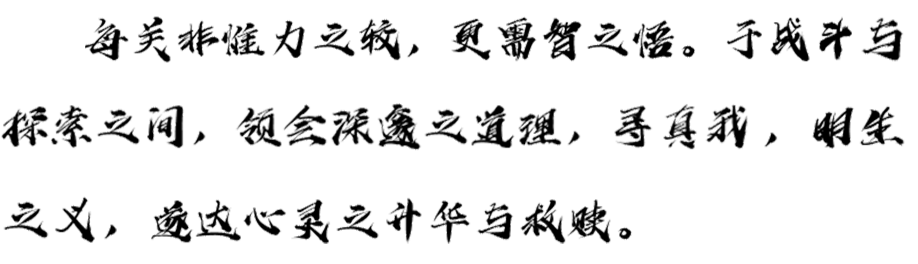 每关非惟力之较，更需智之悟。于战斗与
探索之间，领会深邃之道理，寻真我，明生
之义，遂达心灵之升华与救赎。